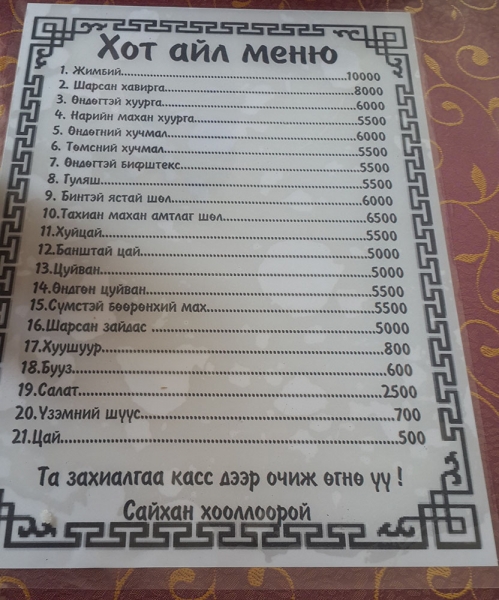 Хот айл меню
1. Жимбий....................10000
2. Шарсан хавирга....................8000
3. Өндөгтэй хуурга....................6000
4. Нарийн махан хуурга....................5500
5. Өндөгний хучмал....................6000
6. Төмсний хучмал....................5500
7. Өндөгтэй бифштекс....................5500
8. Гуляш....................5500
9. Бинтэй ястай шөл....................6000
10.Тахиан махан амтлаг шөл....................6500
11.Хуйцай....................5500
12.Банштай цай....................5000
13.Цуйван....................5000
14.Өндгөн цуйван....................5500
15.Сүмстэй бөөрөнхий мах....................5500
16.Шарсан зайдас ....................5000
17.Хуушуур....................800
18.Бууз....................600
19.Салат....................2500
20.Үзэмний шүүс....................700
21.Цай....................500
Та захиалгаа касс дээр очиж өгнө үү !
Сайхан хооллоорой